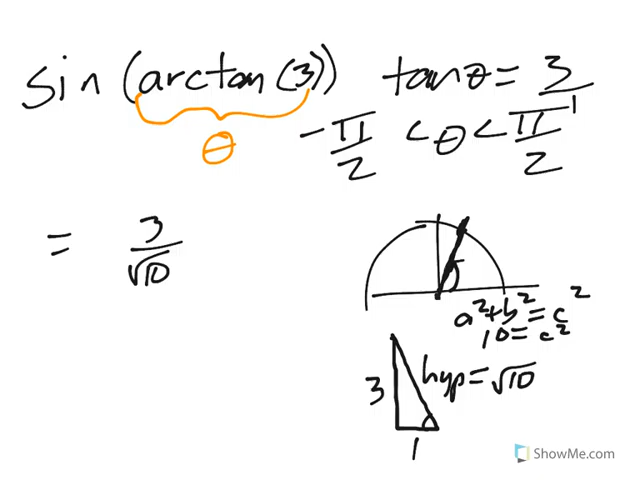 sin (arctan (3)) tanθ = 3/1
θ
-π/2 < θ < π/2
= 3/√10
a²+b² = c²
10 = c²
3 hyp = √10
1
ShowMe.com